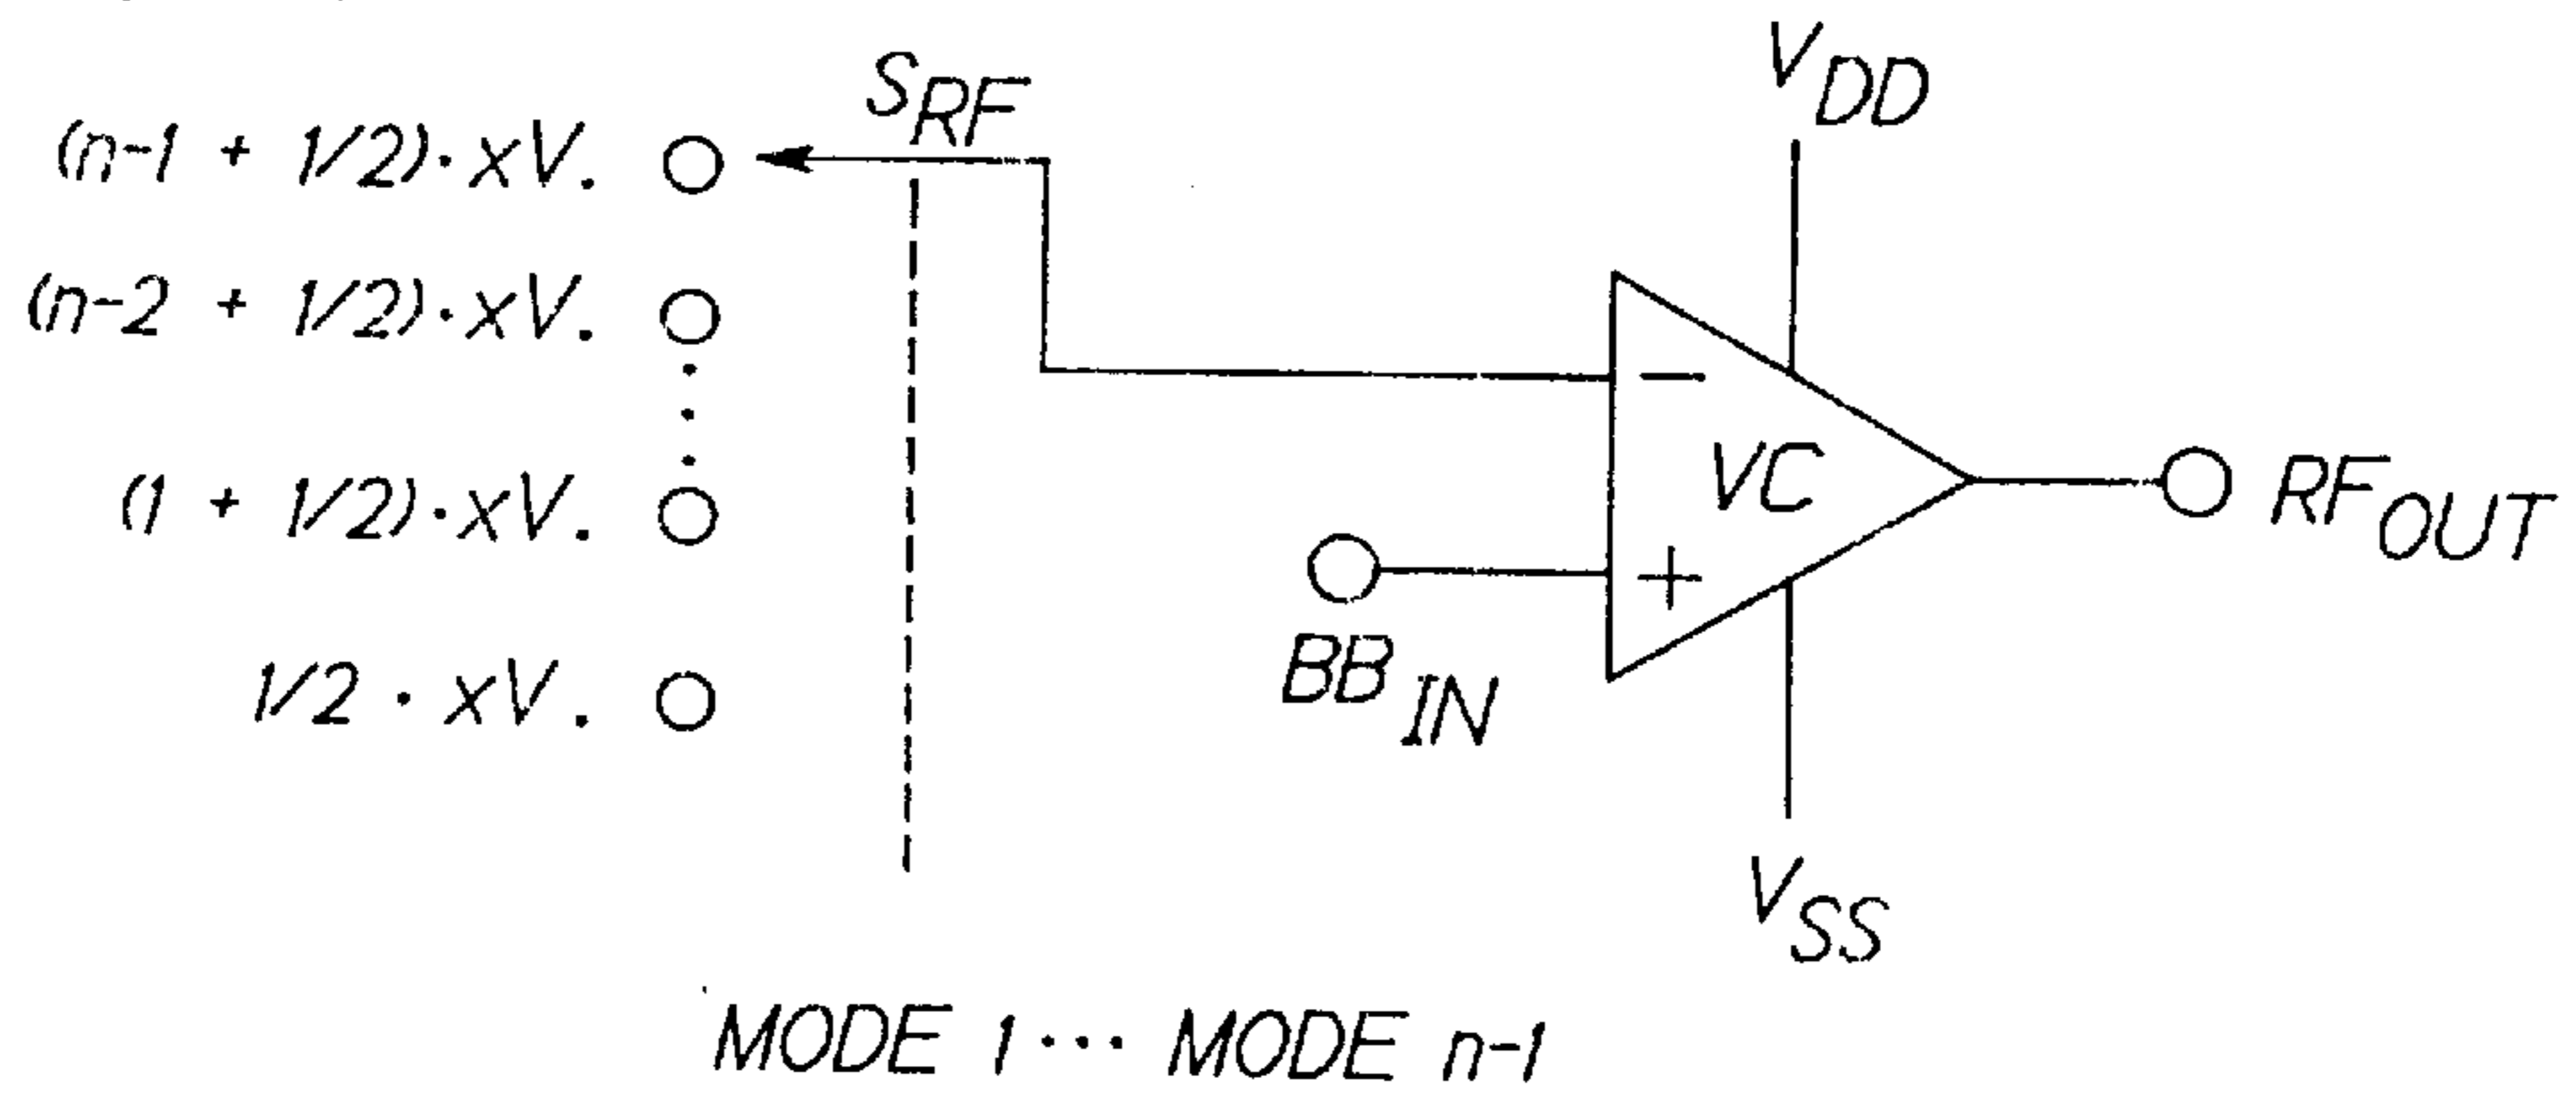 (n-1 + 1/2)· xV.
(n-2 + 1/2)· xV.
(1 + 1/2)· xV.
1/2 · xV.
S_RF
V_DD
−
VC
+
BB_IN
RF_OUT
V_SS
MODE 1 ··· MODE n-1